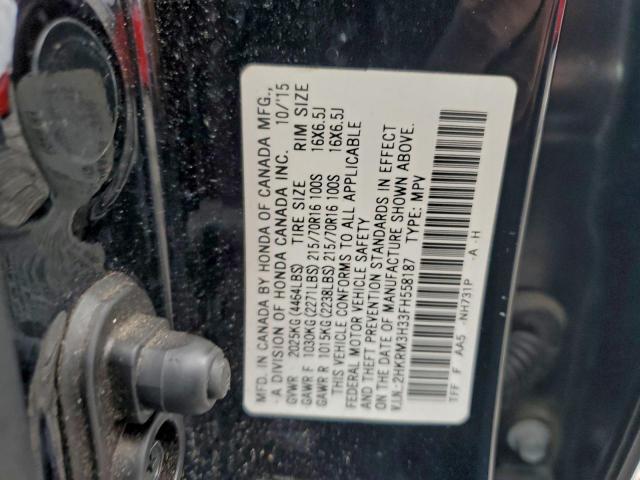 MFD. IN CANADA BY HONDA OF CANADA MFG.,
A DIVISION OF HONDA CANADA INC. 10/'15
GVWR 2025KG(4464LBS) TIRE SIZE RIM SIZE
GAWR F 1030KG(2271LBS)215/70R16 100S 16X6.5J
GAWR R 1015KG(2238LBS)215/70R16 100S 16X6.5J
THIS VEHICLE CONFORMS TO ALL APPLICABLE
FEDERAL MOTOR VEHICLE SAFETY
AND THEFT PREVENTION STANDARDS IN EFFECT
ON THE DATE OF MANUFACTURE SHOWN ABOVE.
V.I.N.-2HKRM3H33FH558187 TYPE: MPV
TFF F AA5 -NH731P -A -H